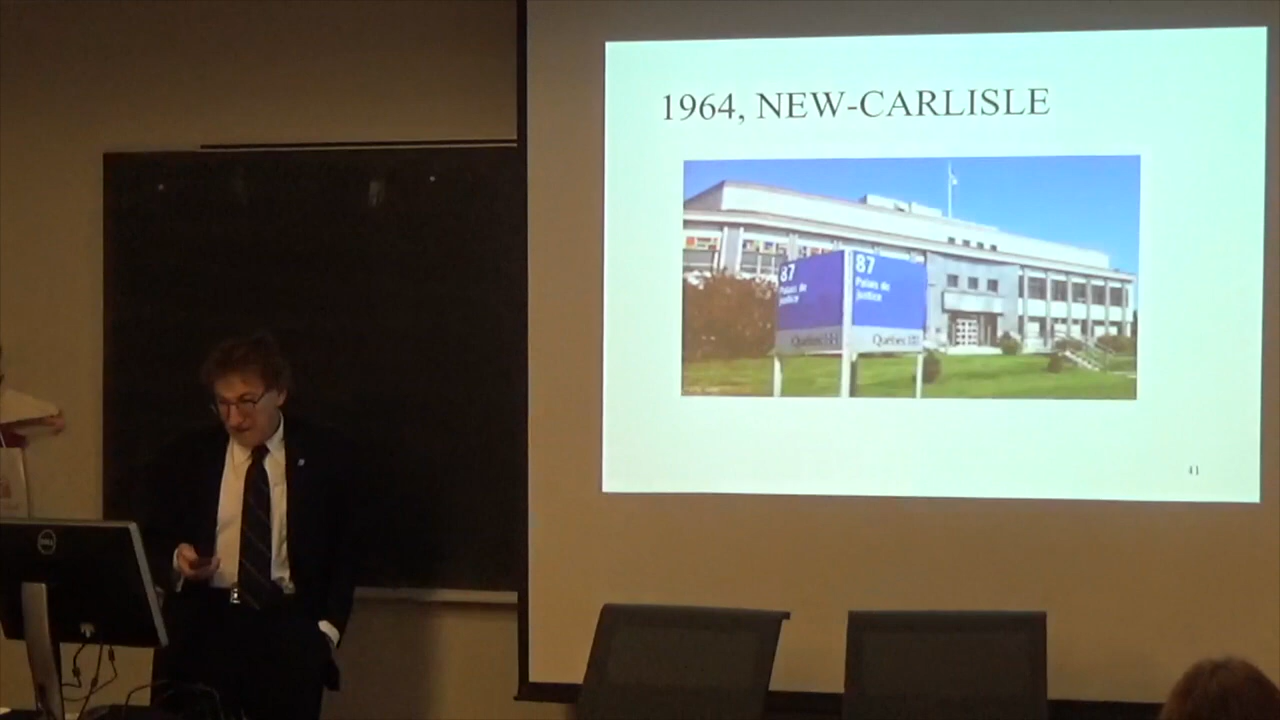 1964, NEW-CARLISLE
87
Palais de
justice
Québec
87
Palais de
justice
Québec
41
DELL